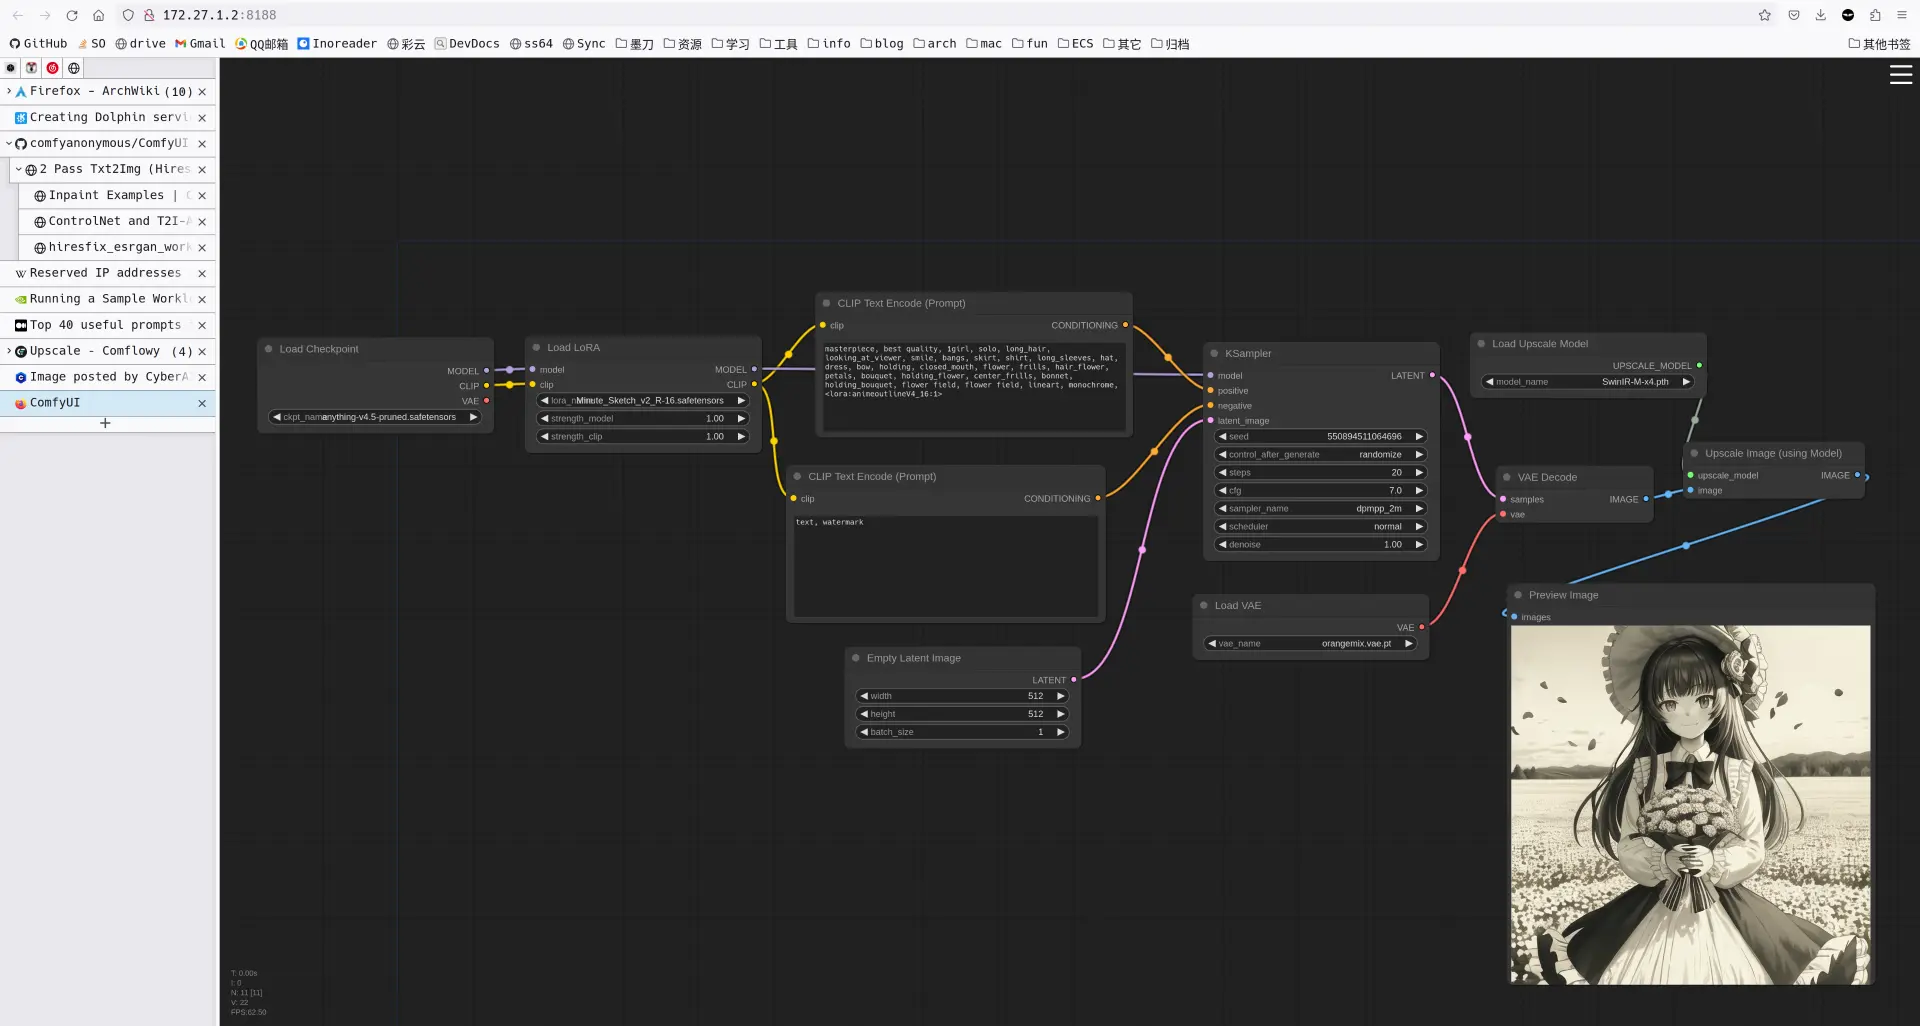 172.27.1.2:8188
GitHub SO drive Gmail QQ邮箱 Inoreader 彩云 DevDocs ss64 Sync 墨刀 资源 学习 工具 info blog arch mac fun ECS 其它 归档 其他书签
Firefox - ArchWiki (10)
Creating Dolphin servi
comfyanonymous/ComfyUI
2 Pass Txt2Img (Hires
Inpaint Examples |
ControlNet and T2I-A
hiresfix_esrgan_work
Reserved IP addresses
Running a Sample Workl
Top 40 useful prompts
Upscale - Comflowy (4)
Image posted by CyberA
ComfyUI
Load Checkpoint
MODEL
CLIP
VAE
ckpt_name anything-v4.5-pruned.safetensors
Load LoRA
model MODEL
clip CLIP
Minute_Sketch_v2_R-16.safetensors
strength_model 1.00
strength_clip 1.00
CLIP Text Encode (Prompt)
clip CONDITIONING
masterpiece, best quality, 1girl, solo, long_hair,
looking_at_viewer, smile, bangs, skirt, shirt, long_sleeves, hat,
dress, bow, holding, closed_mouth, flower, frills, hair_flower,
petals, bouquet, holding_flower, center_frills, bonnet,
holding_bouquet, flower field, flower field, lineart, monochrome,
<lora:animeoutlineV4_16:1>
CLIP Text Encode (Prompt)
clip CONDITIONING
text, watermark
Empty Latent Image
LATENT
width 512
height 512
batch_size 1
KSampler
model LATENT
positive
negative
latent_image
seed 550894511064696
control_after_generate randomize
steps 20
cfg 7.0
sampler_name dpmpp_2m
scheduler normal
denoise 1.00
Load VAE
VAE
vae_name orangemix.vae.pt
Load Upscale Model
UPSCALE_MODEL
model_name SwinIR-M-x4.pth
VAE Decode
samples IMAGE
vae
Upscale Image (using Model)
upscale_model IMAGE
image
Preview Image
images
T: 0.00s
I: 0
N: 11 [11]
V: 22
FPS:62.50